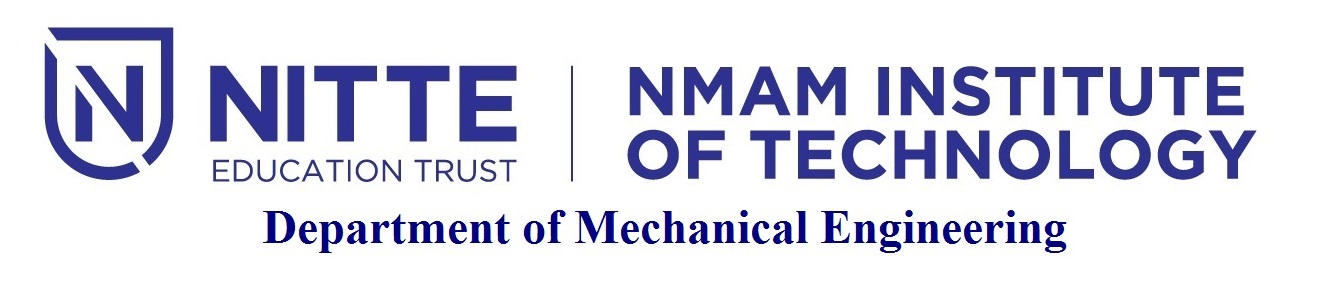 N NITTE
EDUCATION TRUST
NMAM INSTITUTE
OF TECHNOLOGY
Department of Mechanical Engineering